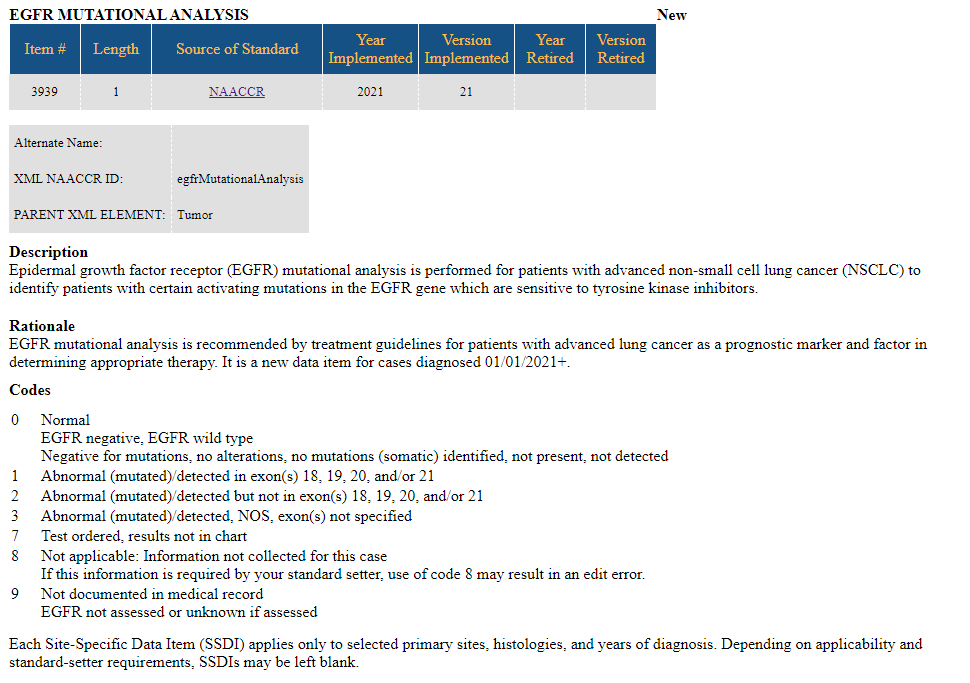 EGFR MUTATIONAL ANALYSIS New
Item # Length Source of Standard Year Implemented Version Implemented Year Retired Version Retired
3939 1 NAACCR 2021 21
Alternate Name:
XML NAACCR ID: egfrMutationalAnalysis
PARENT XML ELEMENT: Tumor
Description
Epidermal growth factor receptor (EGFR) mutational analysis is performed for patients with advanced non-small cell lung cancer (NSCLC) to
identify patients with certain activating mutations in the EGFR gene which are sensitive to tyrosine kinase inhibitors.
Rationale
EGFR mutational analysis is recommended by treatment guidelines for patients with advanced lung cancer as a prognostic marker and factor in
determining appropriate therapy. It is a new data item for cases diagnosed 01/01/2021+.
Codes
0 Normal
EGFR negative, EGFR wild type
Negative for mutations, no alterations, no mutations (somatic) identified, not present, not detected
1 Abnormal (mutated)/detected in exon(s) 18, 19, 20, and/or 21
2 Abnormal (mutated)/detected but not in exon(s) 18, 19, 20, and/or 21
3 Abnormal (mutated)/detected, NOS, exon(s) not specified
7 Test ordered, results not in chart
8 Not applicable: Information not collected for this case
If this information is required by your standard setter, use of code 8 may result in an edit error.
9 Not documented in medical record
EGFR not assessed or unknown if assessed
Each Site-Specific Data Item (SSDI) applies only to selected primary sites, histologies, and years of diagnosis. Depending on applicability and
standard-setter requirements, SSDIs may be left blank.